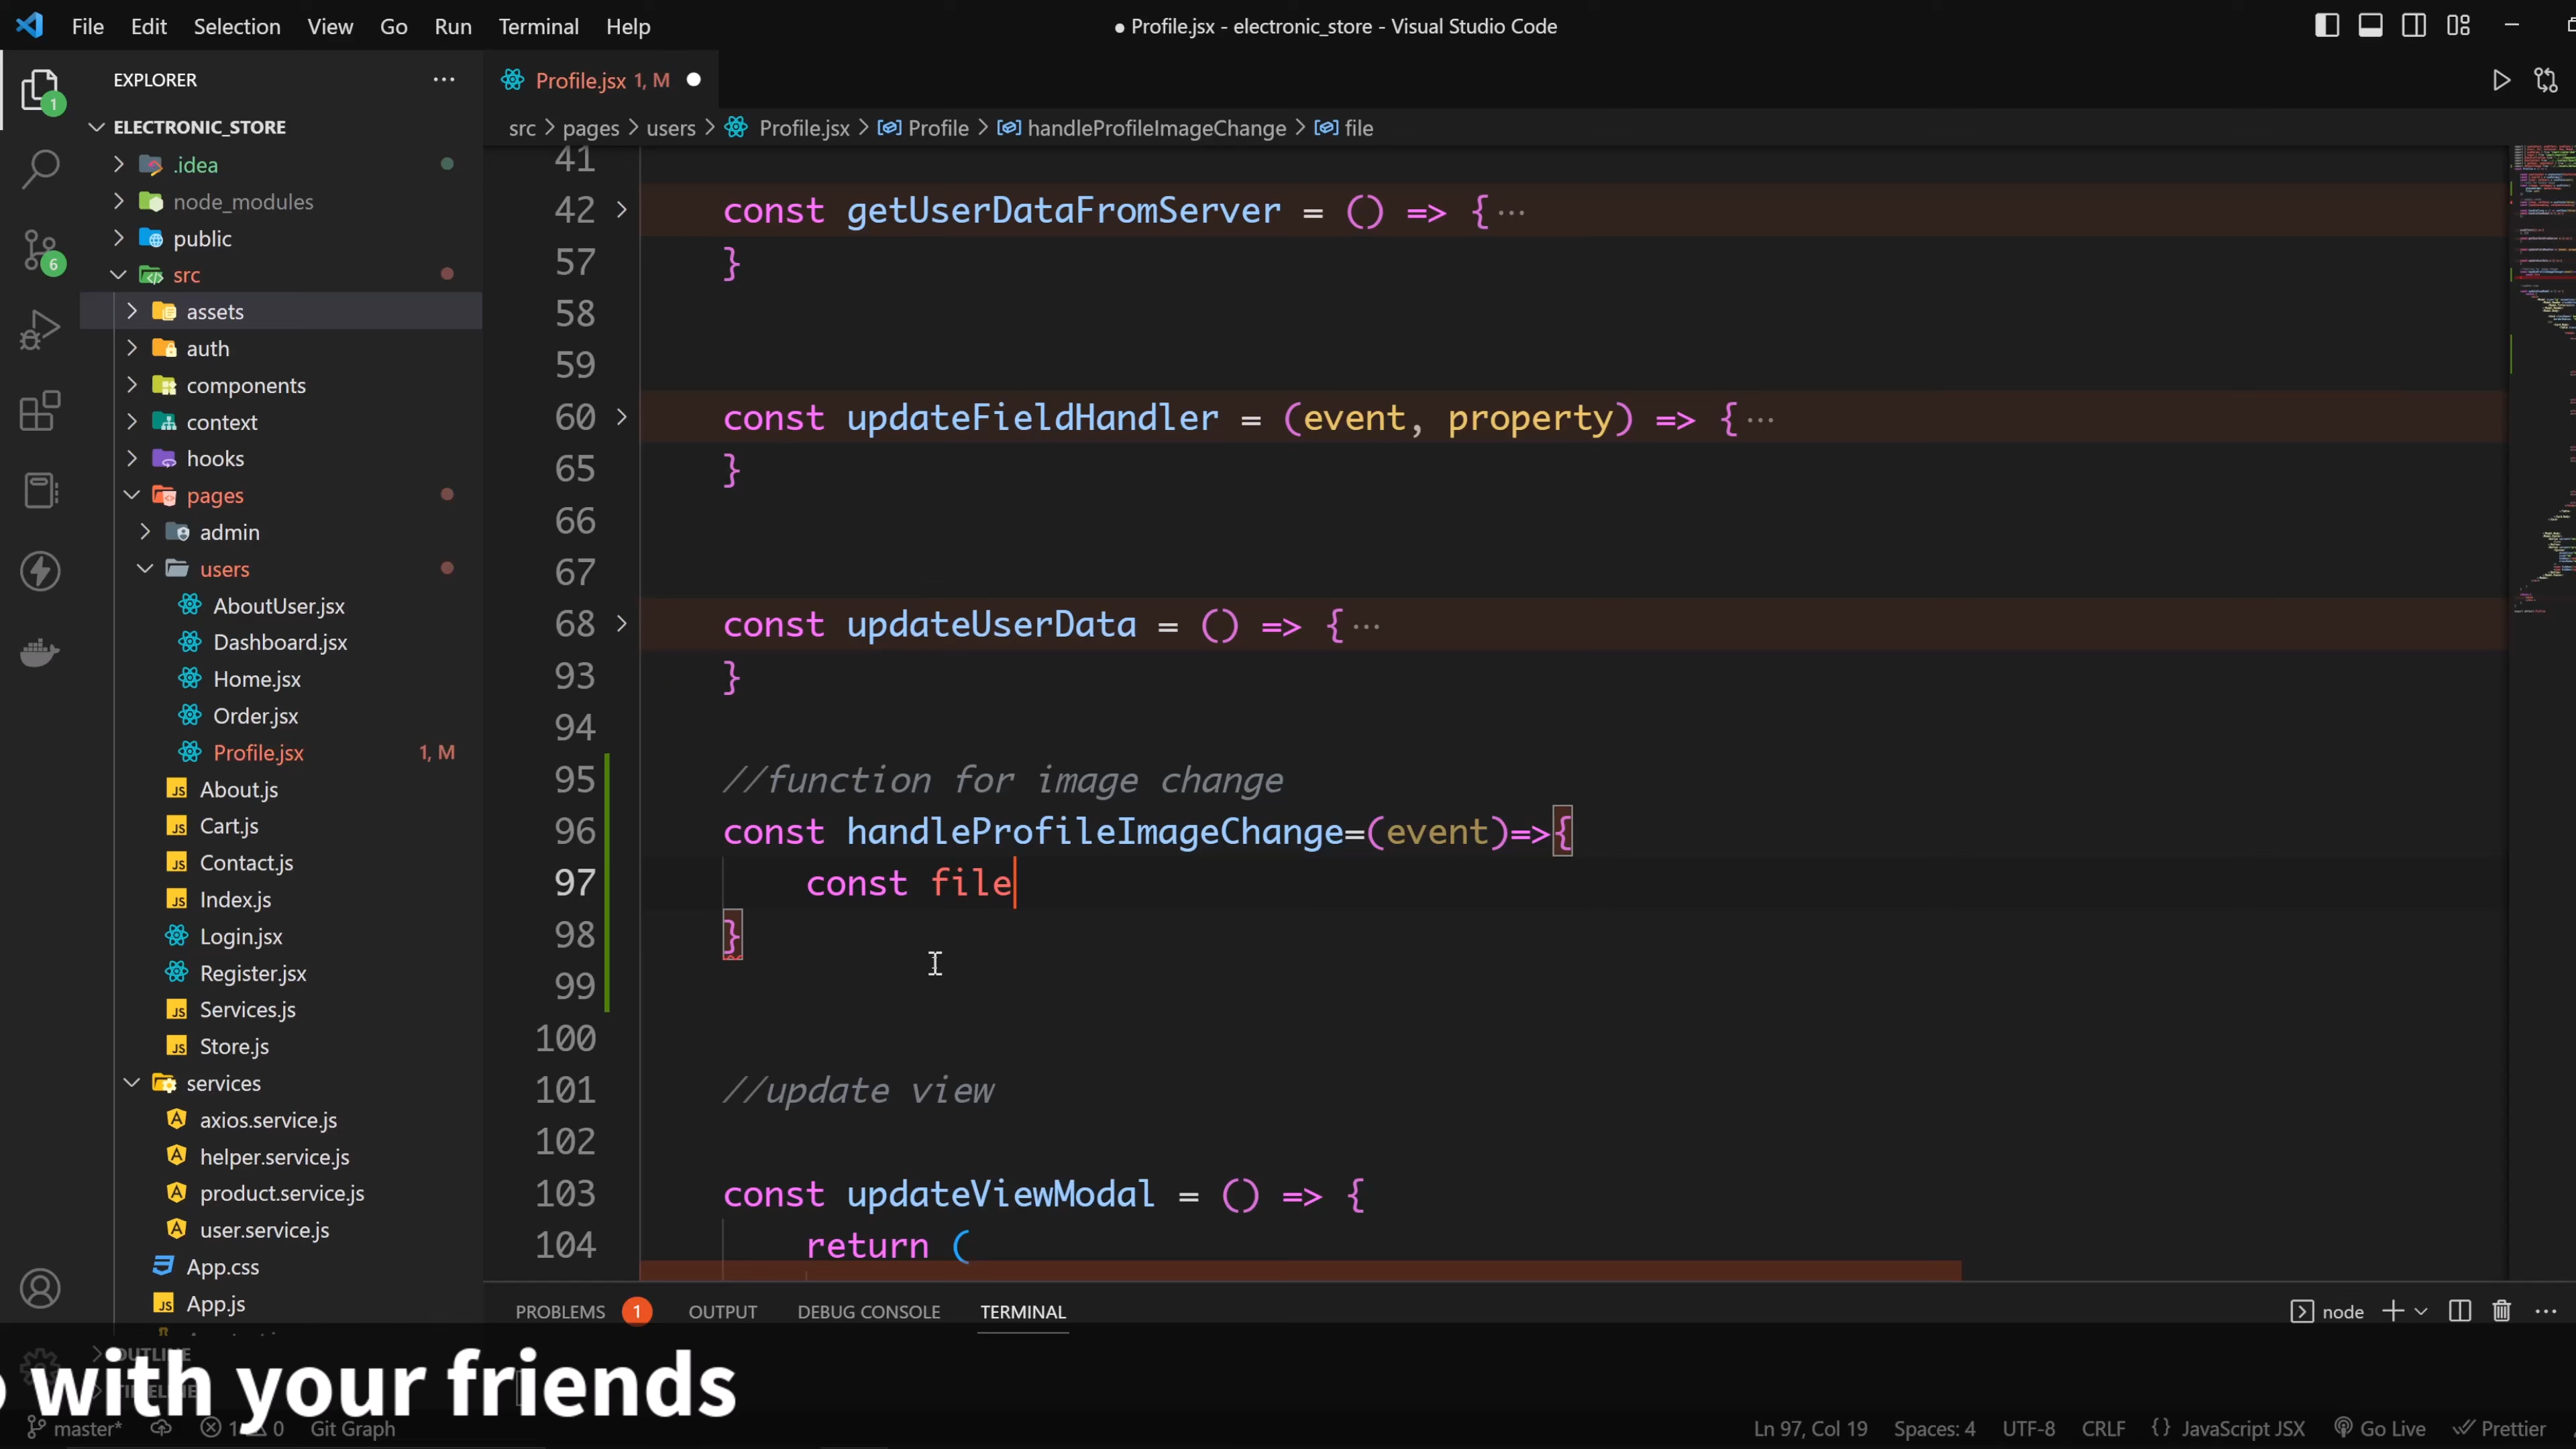 File Edit Selection View Go Run Terminal Help
● Profile.jsx - electronic_store - Visual Studio Code
EXPLORER
Profile.jsx 1, M
ELECTRONIC_STORE
src > pages > users > Profile.jsx > Profile > handleProfileImageChange > file
.idea
node_modules
public
src
assets
auth
components
context
hooks
pages
admin
users
AboutUser.jsx
Dashboard.jsx
Home.jsx
Order.jsx
Profile.jsx 1, M
About.js
Cart.js
Contact.js
Index.js
Login.jsx
Register.jsx
Services.js
Store.js
services
axios.service.js
helper.service.js
product.service.js
user.service.js
App.css
App.js
OUTLINE
TIMELINE
1
6
41
42 const getUserDataFromServer = () => {···
57 }
58
59
60 const updateFieldHandler = (event, property) => {···
65 }
66
67
68 const updateUserData = () => {···
93 }
94
95 //function for image change
96 const handleProfileImageChange=(event)=>{
97 const file
98 }
99
100
101 //update view
102
103 const updateViewModal = () => {
104 return (
PROBLEMS 1 OUTPUT DEBUG CONSOLE TERMINAL
node
with your friends
master* 1 0 Git Graph
Ln 97, Col 19 Spaces: 4 UTF-8 CRLF {} JavaScript JSX Go Live Prettier